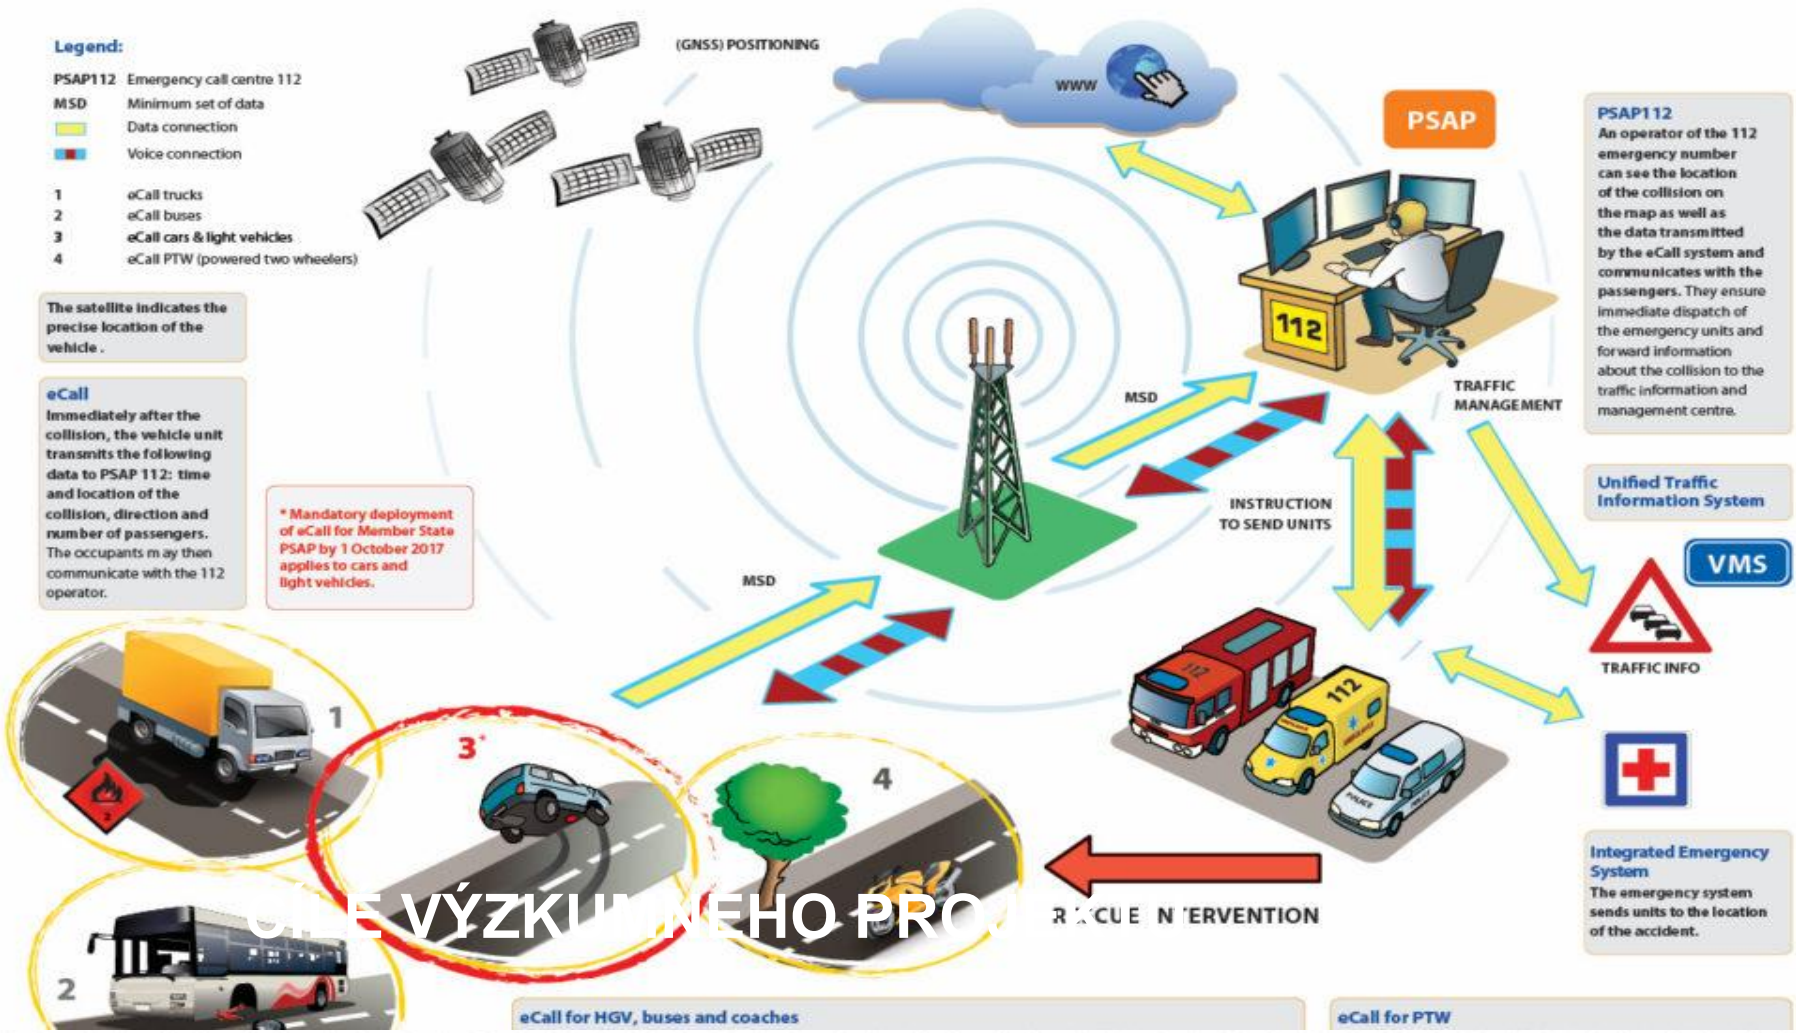 Legend:
PSAP112 Emergency call centre 112
MSD Minimum set of data
Data connection
Voice connection
1 eCall trucks
2 eCall buses
3 eCall cars & light vehicles
4 eCall PTW (powered two wheelers)
The satellite indicates the
precise location of the
vehicle .
eCall
Immediately after the
collision, the vehicle unit
transmits the following
data to PSAP 112: time
and location of the
collision, direction and
number of passengers.
The occupants m ay then
communicate with the 112
operator.
* Mandatory deployment
of eCall for Member State
PSAP by 1 October 2017
applies to cars and
light vehicles.
(GNSS) POSITIONING
WWW
PSAP
112
MSD
MSD
TRAFFIC
MANAGEMENT
INSTRUCTION
TO SEND UNITS
PSAP112
An operator of the 112
emergency number
can see the location
of the collision on
the map as well as
the data transmitted
by the eCall system and
communicates with the
passengers. They ensure
immediate dispatch of
the emergency units and
forward information
about the collision to the
traffic information and
management centre.
Unified Traffic
Information System
VMS
TRAFFIC INFO
112
112
AMBULANCE
POLICE
1
3*
4
2
CÍLE VÝZKUMNÉHO PROJEKTU
RESCUE INTERVENTION
Integrated Emergency
System
The emergency system
sends units to the location
of the accident.
eCall for HGV, buses and coaches
eCall for PTW